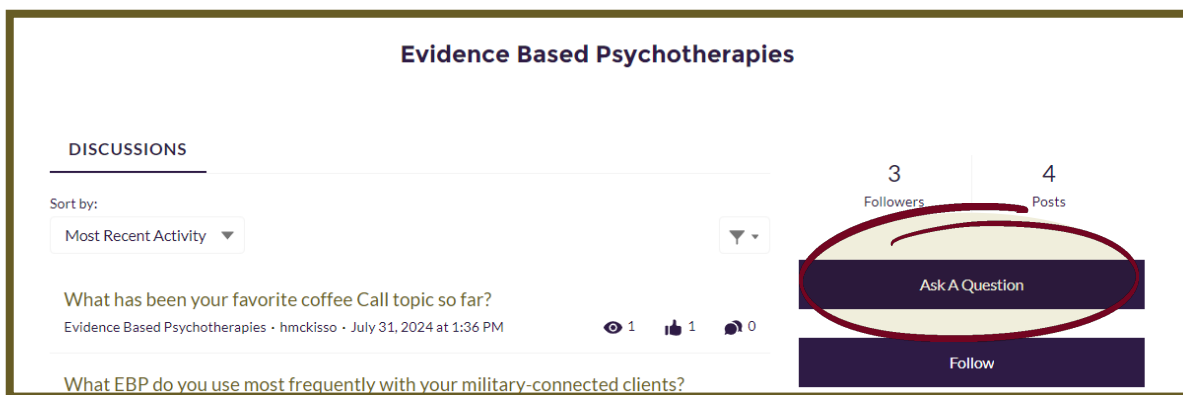 Evidence Based Psychotherapies
DISCUSSIONS
Sort by:
Most Recent Activity
What has been your favorite coffee Call topic so far?
Evidence Based Psychotherapies · hmckisso · July 31, 2024 at 1:36 PM
1 1 0
What EBP do you use most frequently with your military-connected clients?
3 4
Followers Posts
Ask A Question
Follow